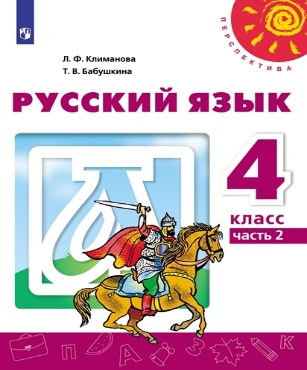 ПЕРСПЕКТИВА
Л. Ф. Климанова
Т. В. Бабушкина
РУССКИЙ ЯЗЫК
4
класс
часть 2
П А З К